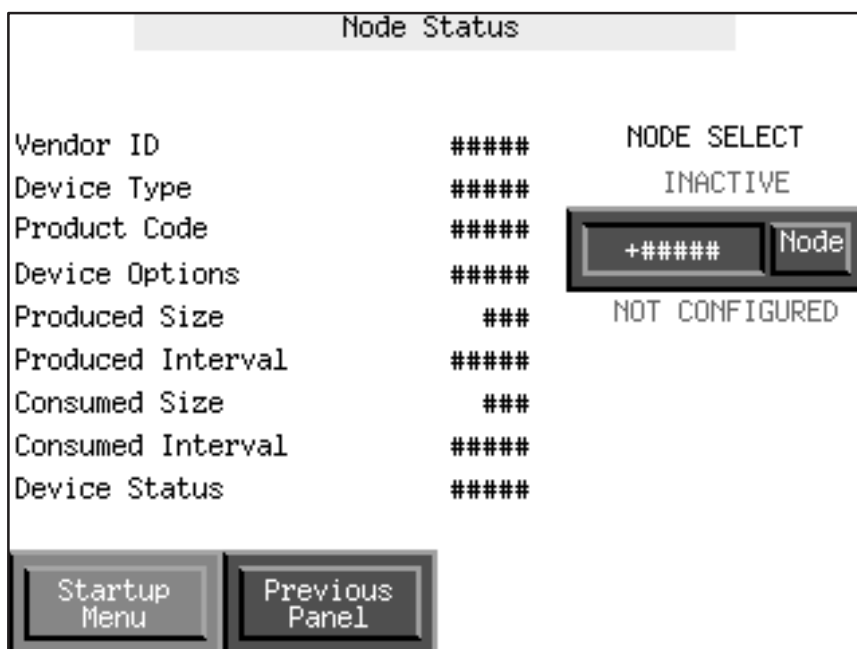 Node Status
Vendor ID #####
Device Type #####
Product Code #####
Device Options #####
Produced Size ###
Produced Interval #####
Consumed Size ###
Consumed Interval #####
Device Status #####
NODE SELECT
INACTIVE
+##### Node
NOT CONFIGURED
Startup
Menu
Previous
Panel